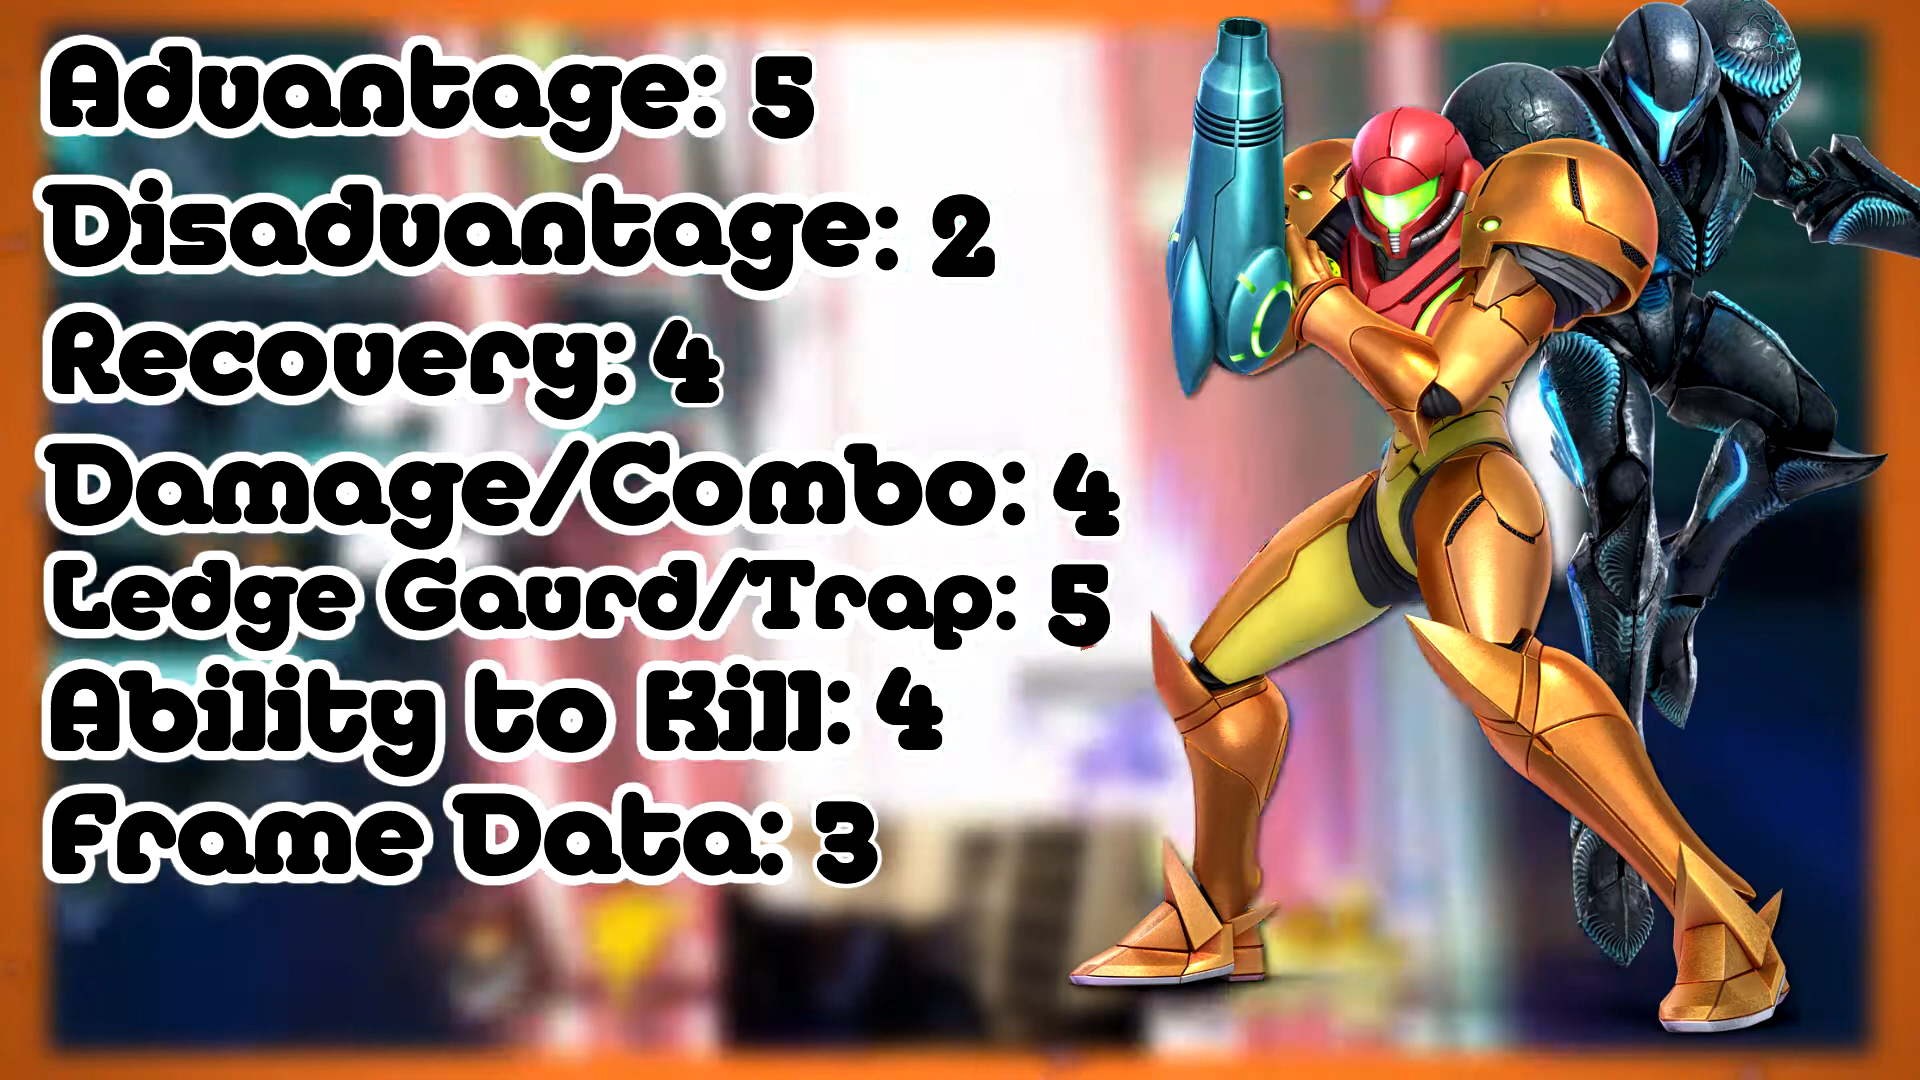 Advantage: 5
Disadvantage: 2
Recovery: 4
Damage/Combo: 4
Ledge Gaurd/Trap: 5
Ability to Kill: 4
Frame Data: 3